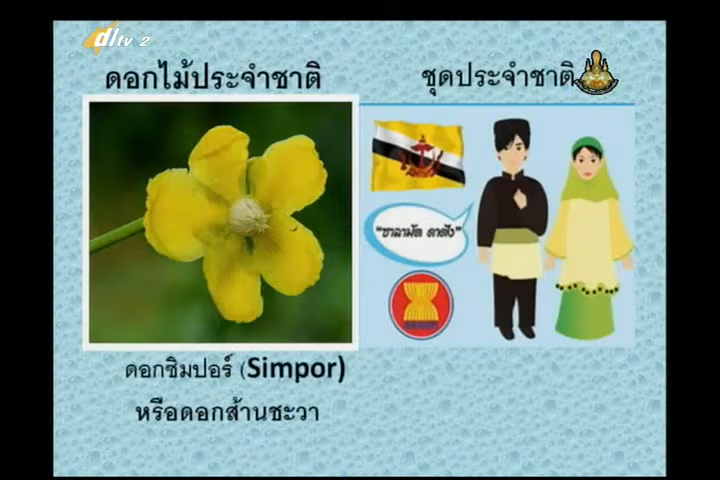 dltv 2
ดอกไม้ประจำชาติ
ชุดประจำชาติ
"ซาลามัต ดาตัง"
ดอกซิมปอร์ (Simpor)
หรือดอกส้านชะวา